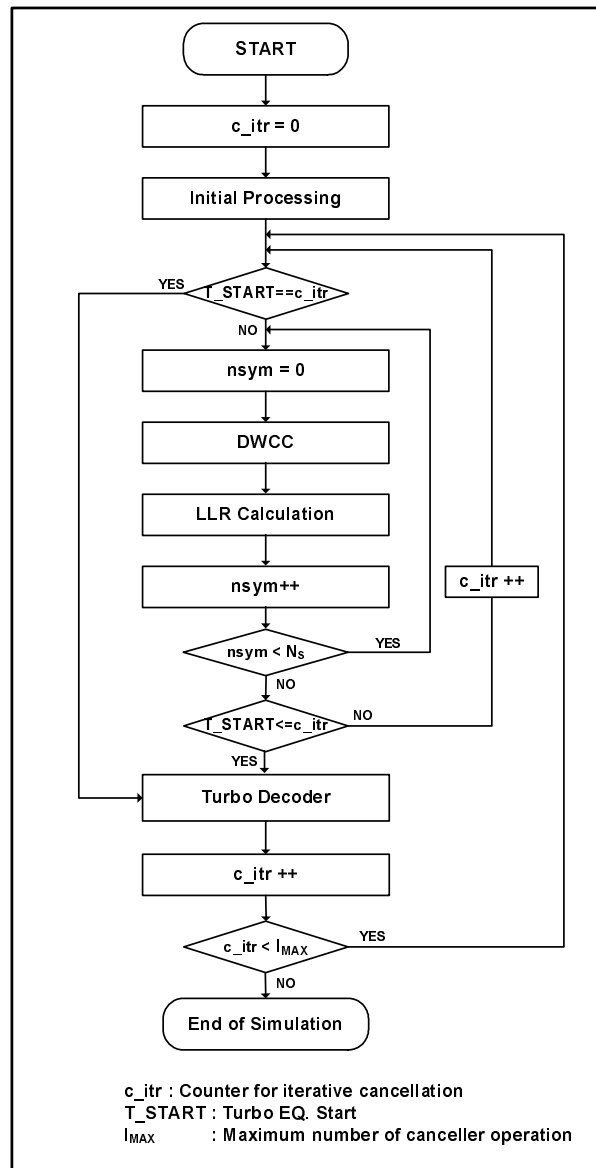 START
c_itr = 0
Initial Processing
YES
T_START==c_itr
NO
nsym = 0
DWCC
LLR Calculation
c_itr ++
nsym++
nsym < NS
YES
NO
T_START<=c_itr
NO
YES
Turbo Decoder
c_itr ++
c_itr < IMAX
YES
NO
End of Simulation
c_itr : Counter for iterative cancellation
T_START : Turbo EQ. Start
IMAX : Maximum number of canceller operation